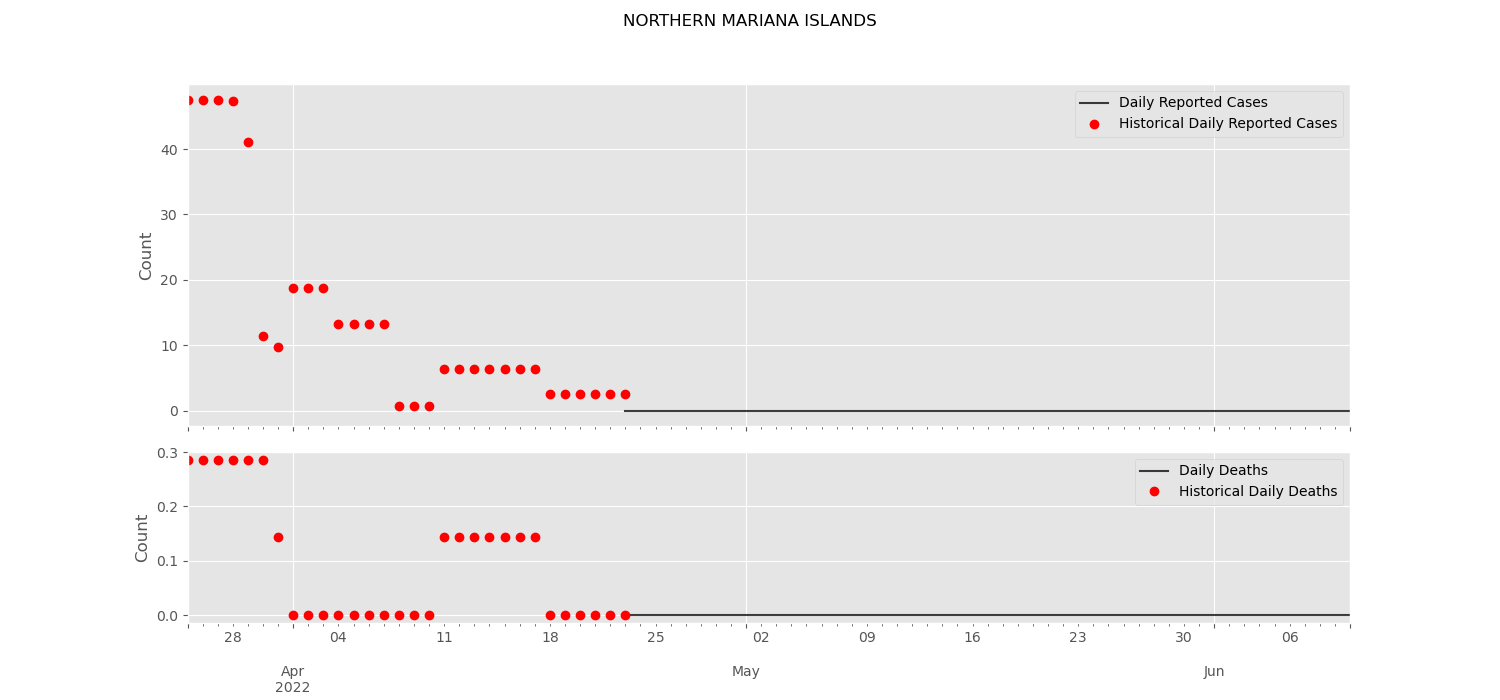 NORTHERN MARIANA ISLANDS
Daily Reported Cases
Historical Daily Reported Cases
Count
40
30
20
10
0
Daily Deaths
Historical Daily Deaths
Count
0.3
0.2
0.1
0.0
28 04 11 18 25 02 09 16 23 30 06
Apr May Jun
2022